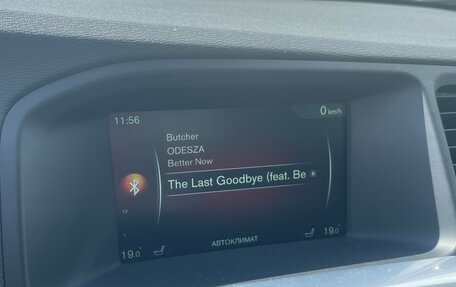 11:56
0 km/h
Butcher
ODESZA
Better Now
The Last Goodbye (feat. Be
TP
19.0°
АВТОКЛИМАТ
19.0°